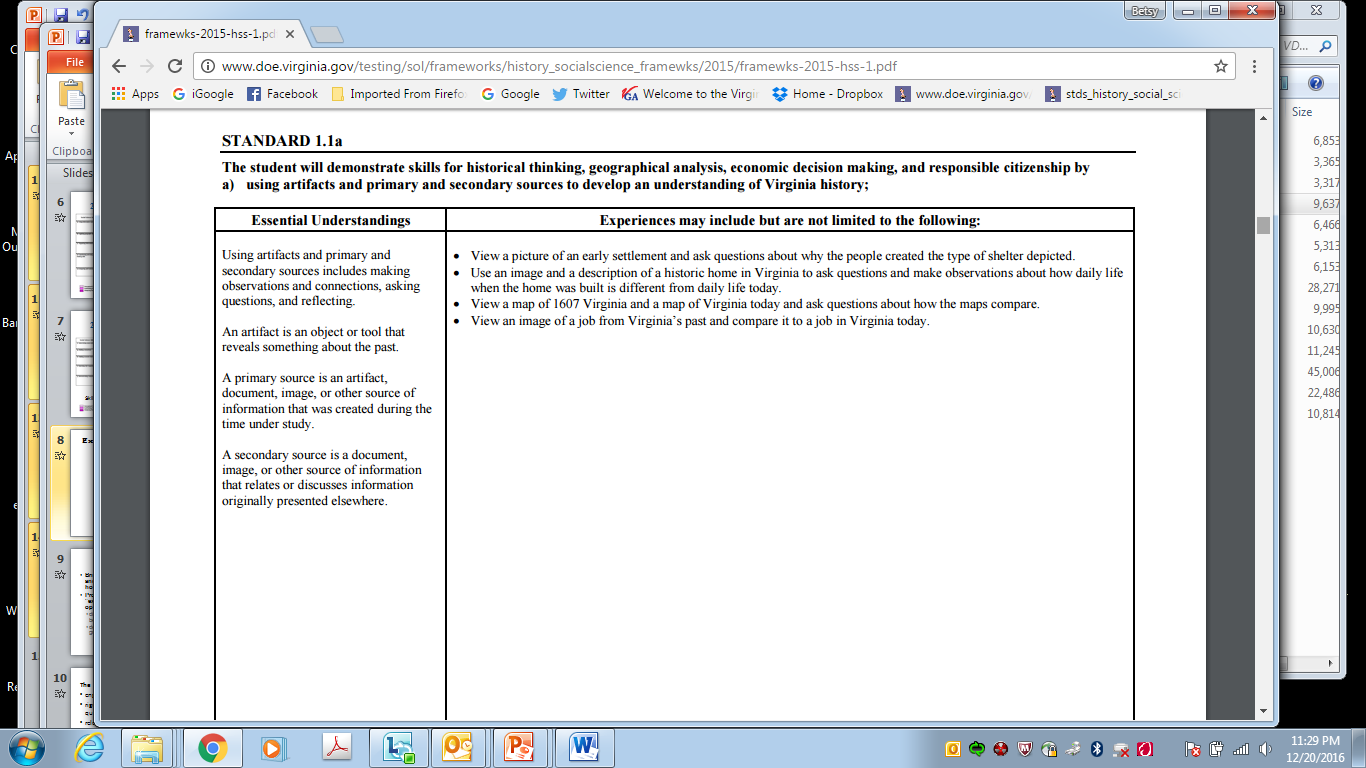 Betsy
framewks-2015-hss-1.pd
www.doe.virginia.gov/testing/sol/frameworks/history_socialscience_framewks/2015/framewks-2015-hss-1.pdf
VD...
Apps iGoogle Facebook Imported From Firefo Google Twitter Welcome to the Virgi Home - Dropbox www.doe.virginia.gov stds_history_social_sci
File
Paste
Clipboa
Slides
6
7
8
9
10
Size
6,853
3,365
3,317
9,637
6,466
5,313
6,153
28,271
9,995
10,630
11,245
45,006
22,486
10,814
STANDARD 1.1a
The student will demonstrate skills for historical thinking, geographical analysis, economic decision making, and responsible citizenship by
a) using artifacts and primary and secondary sources to develop an understanding of Virginia history;
Essential Understandings
Using artifacts and primary and
secondary sources includes making
observations and connections, asking
questions, and reflecting.
An artifact is an object or tool that
reveals something about the past.
A primary source is an artifact,
document, image, or other source of
information that was created during the
time under study.
A secondary source is a document,
image, or other source of information
that relates or discusses information
originally presented elsewhere.
Experiences may include but are not limited to the following:
• View a picture of an early settlement and ask questions about why the people created the type of shelter depicted.
• Use an image and a description of a historic home in Virginia to ask questions and make observations about how daily life
when the home was built is different from daily life today.
• View a map of 1607 Virginia and a map of Virginia today and ask questions about how the maps compare.
• View an image of a job from Virginia’s past and compare it to a job in Virginia today.
11:29 PM
12/20/2016